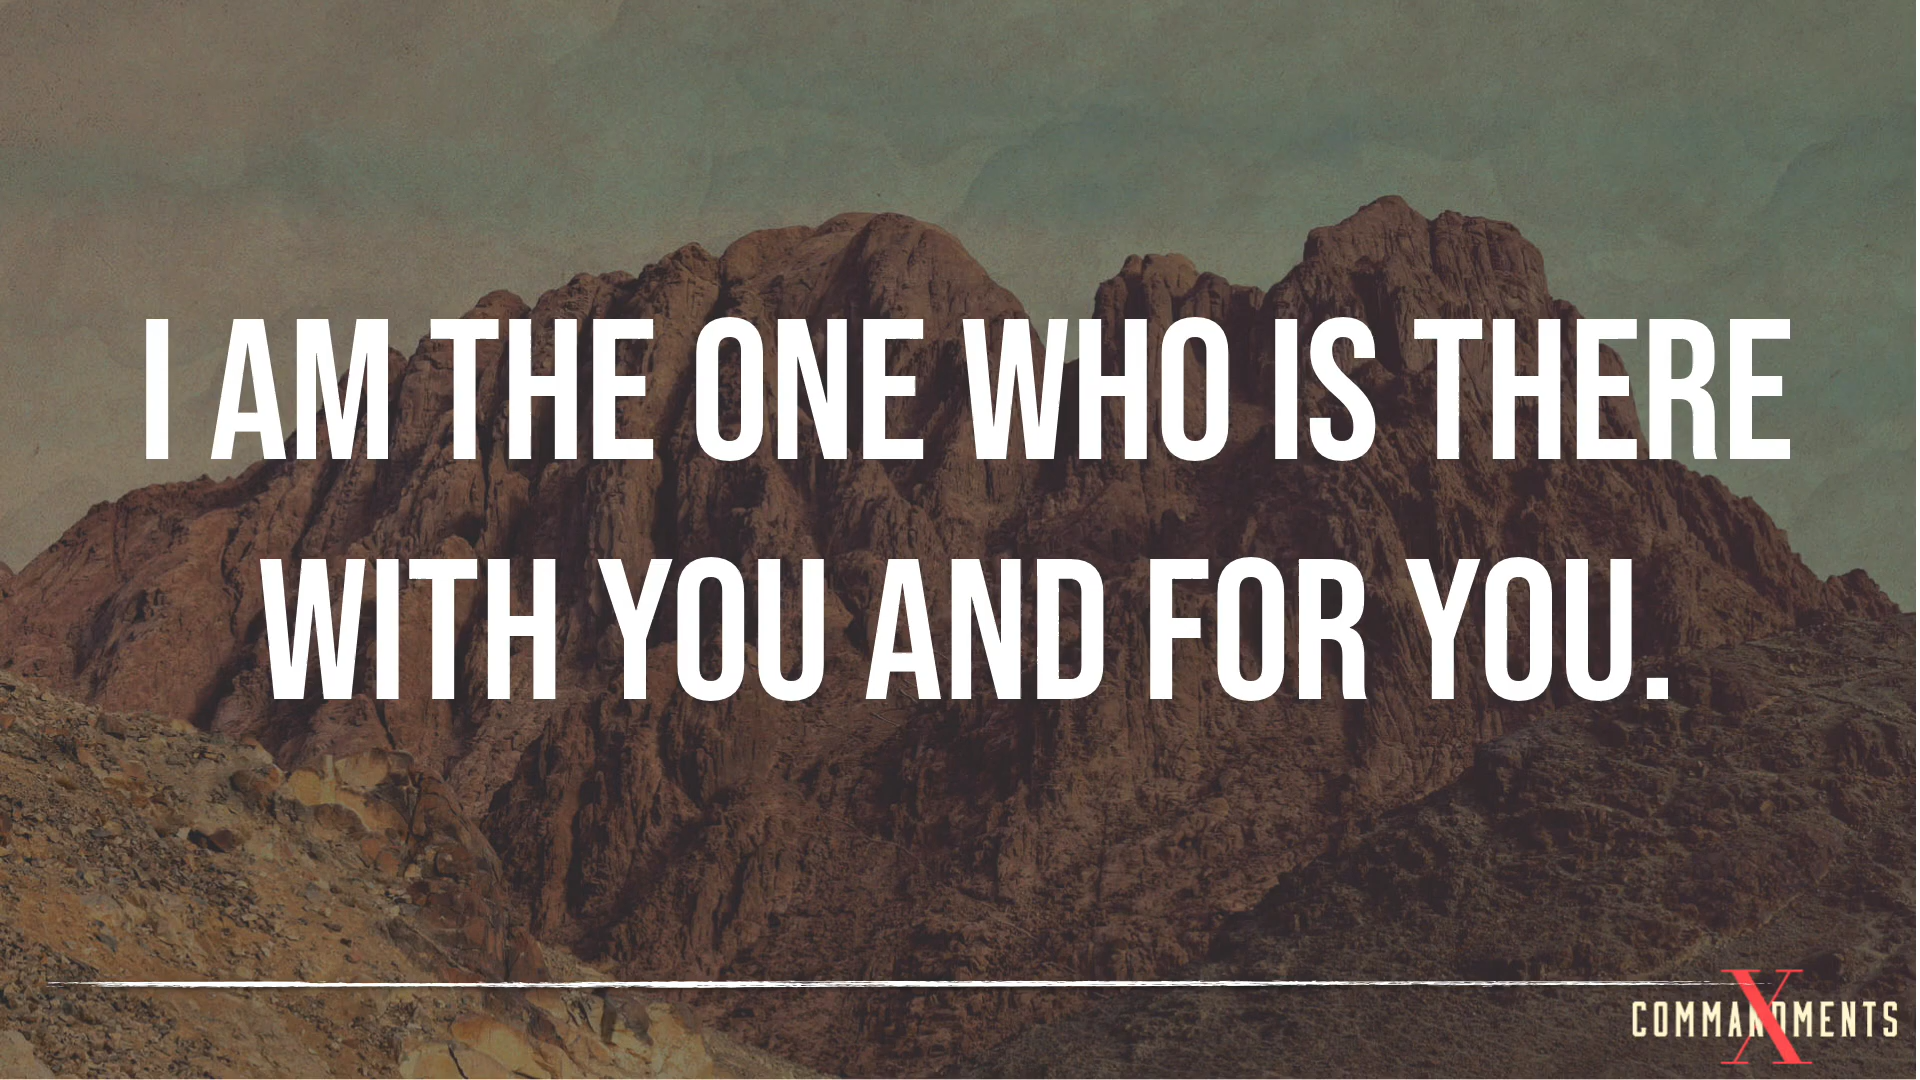 I AM THE ONE WHO IS THERE
WITH YOU AND FOR YOU.
X
COMMANDMENTS